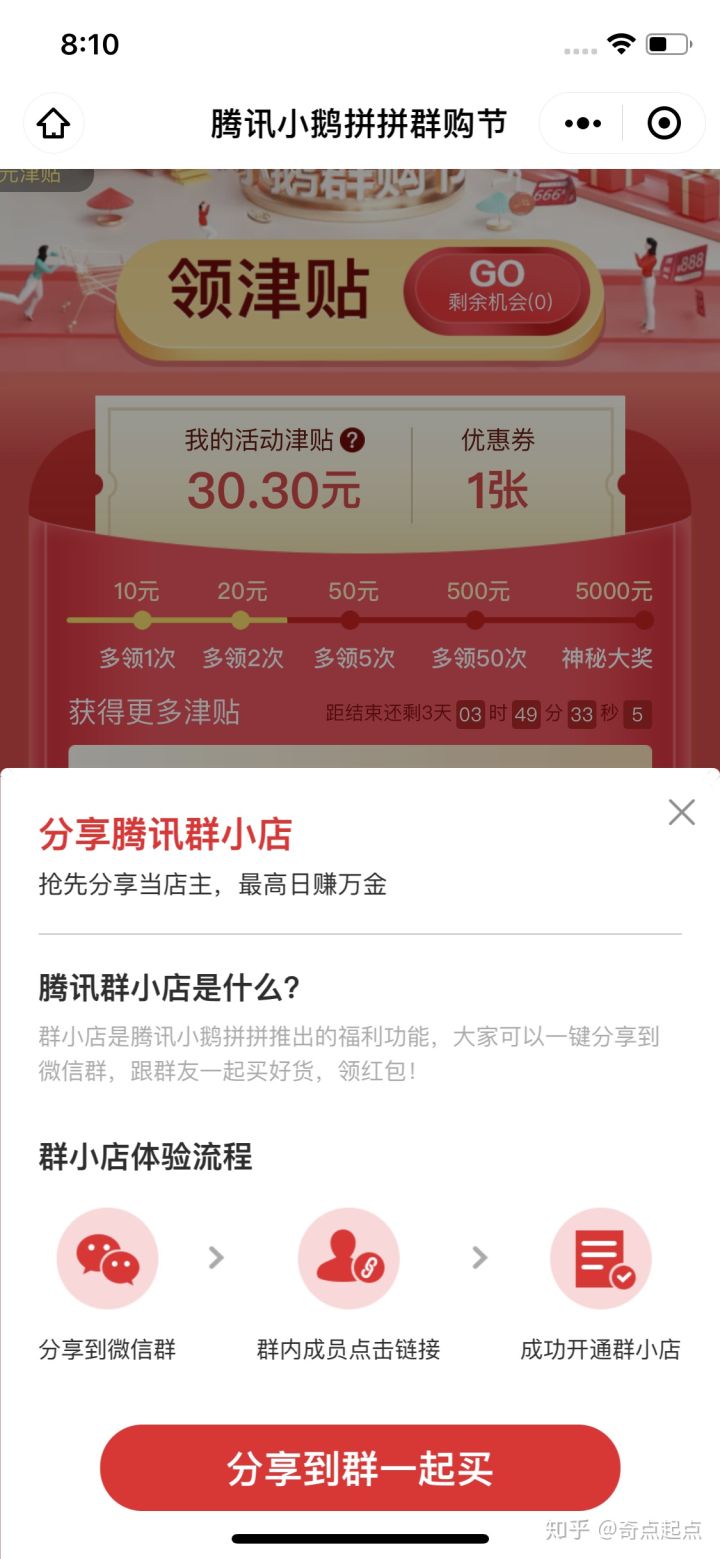 8:10
腾讯小鹅拼拼群购节
元津贴
小鹅群购节
666
888
领津贴
GO
剩余机会(0)
我的活动津贴?
优惠券
30.30元
1张
10元 20元 50元 500元 5000元
多领1次 多领2次 多领5次 多领50次 神秘大奖
获得更多津贴
距结束还剩3天 03 时 49 分 33 秒 5
分享腾讯群小店
抢先分享当店主，最高日赚万金
腾讯群小店是什么?
群小店是腾讯小鹅拼拼推出的福利功能，大家可以一键分享到
微信群，跟群友一起买好货，领红包！
群小店体验流程
分享到微信群
群内成员点击链接
成功开通群小店
分享到群一起买
知乎 @奇点起点